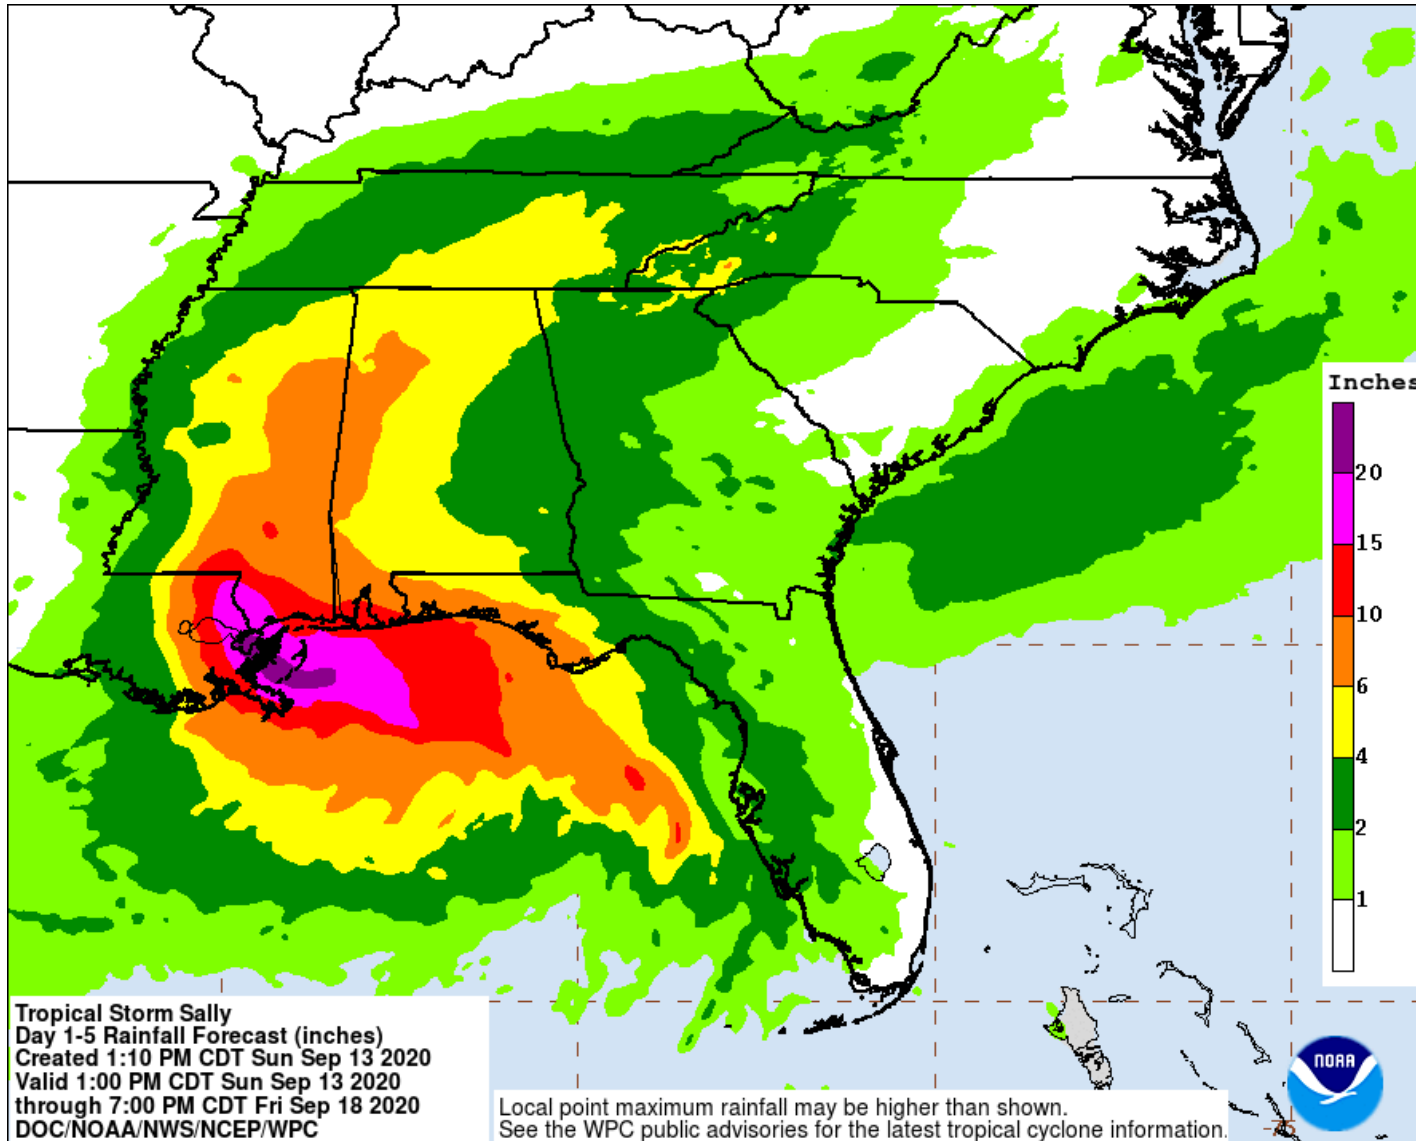 Inches
20
15
10
6
4
2
1
Tropical Storm Sally
Day 1-5 Rainfall Forecast (inches)
Created 1:10 PM CDT Sun Sep 13 2020
Valid 1:00 PM CDT Sun Sep 13 2020
through 7:00 PM CDT Fri Sep 18 2020
DOC/NOAA/NWS/NCEP/WPC
Local point maximum rainfall may be higher than shown.
See the WPC public advisories for the latest tropical cyclone information.
NOAA